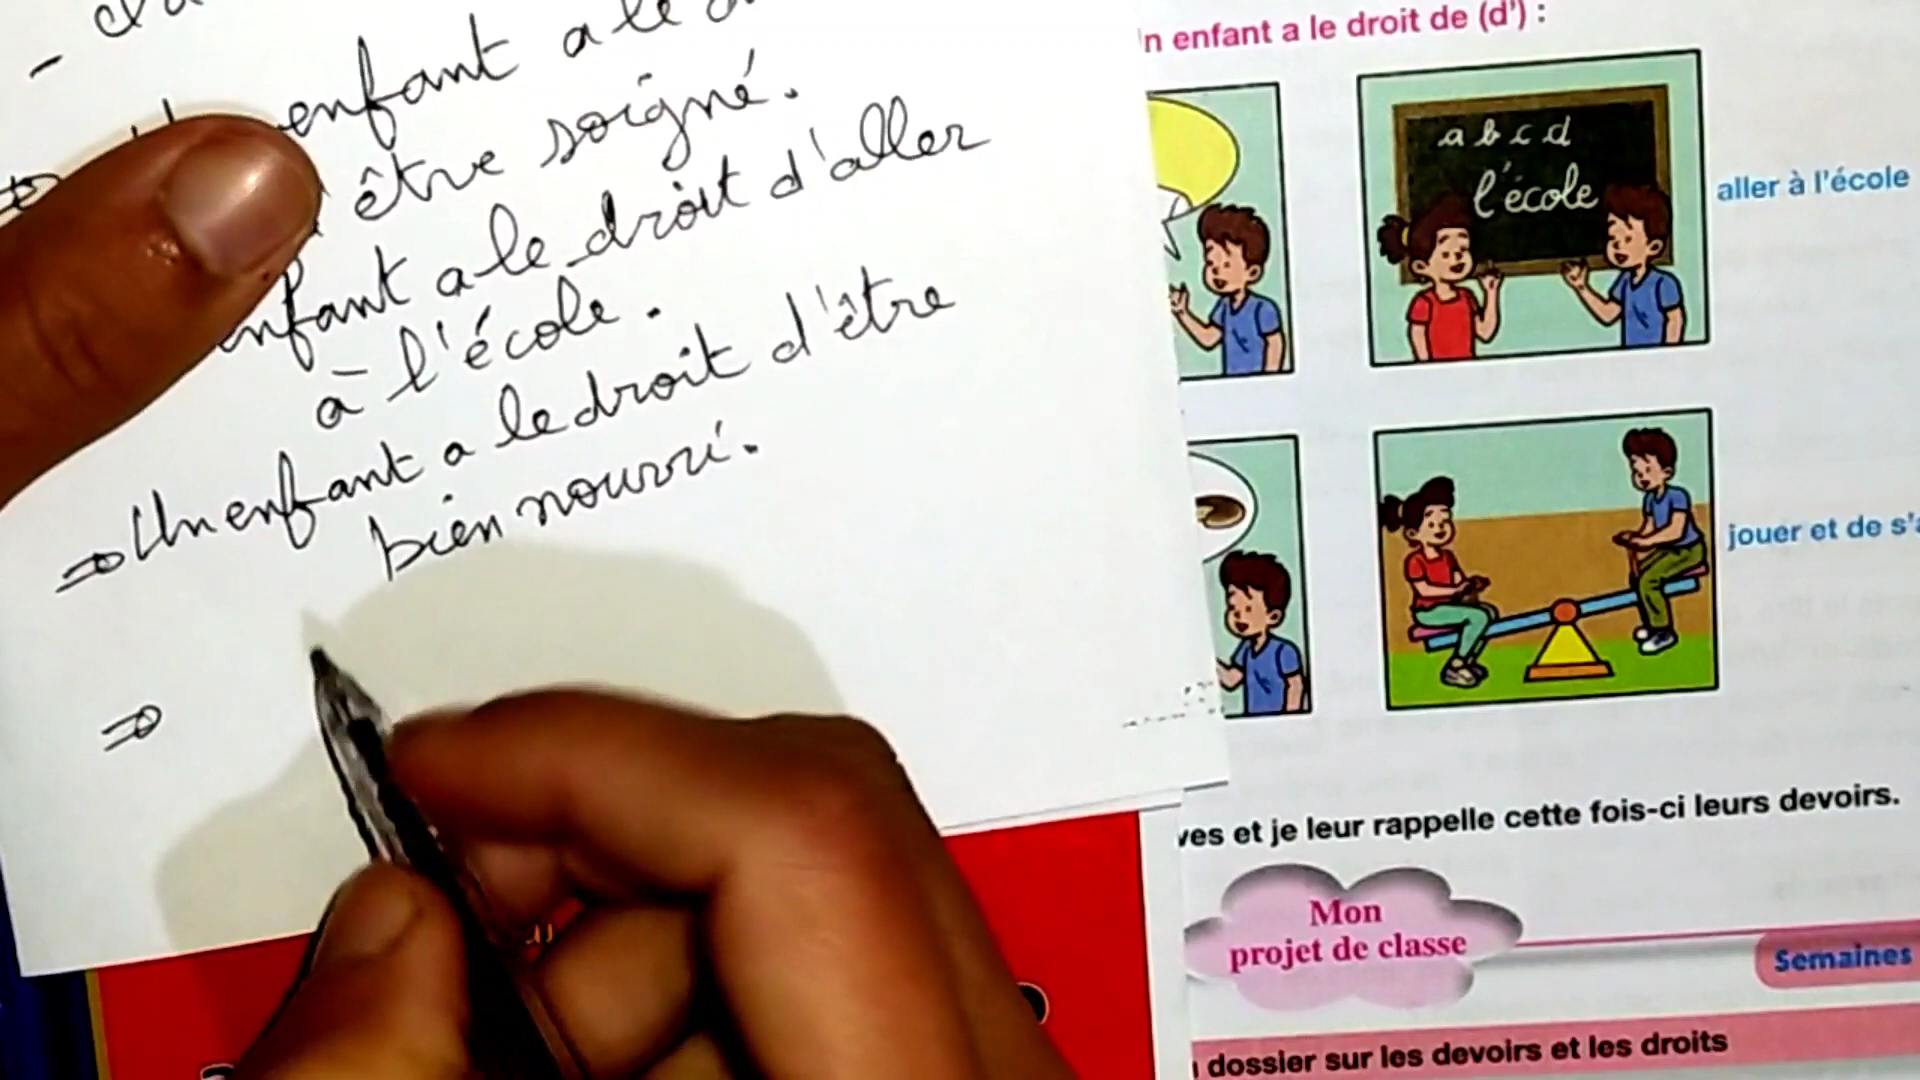 enfant a le
être soigné.
enfant a le droit d'aller
à l'école.
⇒ Un enfant a le droit d'être
bien nourri.
⇒
n enfant a le droit de (d') :
a b c d
l'école
aller à l'école
jouer et de s'a
ves et je leur rappelle cette fois-ci leurs devoirs.
Mon
projet de classe
Semaines
dossier sur les devoirs et les droits